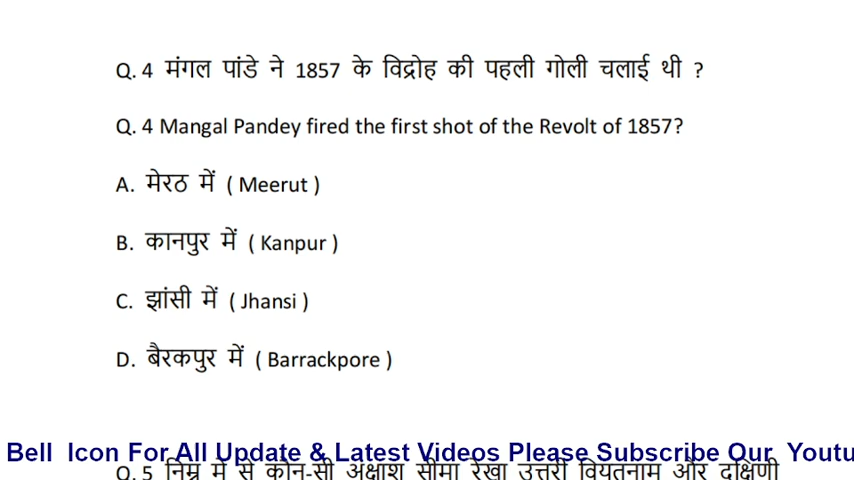 Q. 4 मंगल पांडे ने 1857 के विद्रोह की पहली गोली चलाई थी ?
Q. 4 Mangal Pandey fired the first shot of the Revolt of 1857?
A. मेरठ में ( Meerut )
B. कानपुर में ( Kanpur )
C. झांसी में ( Jhansi )
D. बैरकपुर में ( Barrackpore )
Bell Icon For All Update & Latest Videos Please Subscribe Our Youtu
Q. 5 निम्न में से कौन-सी अक्षांश सीमा रेखा उत्तरी वियतनाम और दक्षिणी